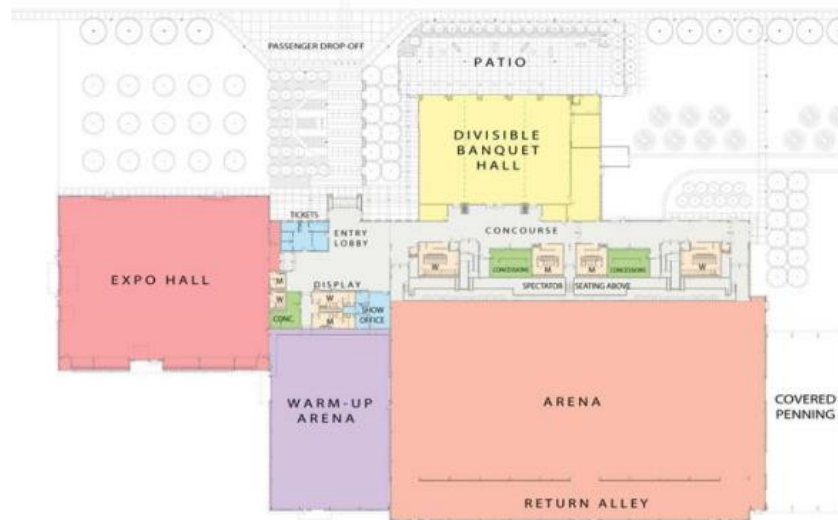 PASSENGER DROP-OFF
PATIO
DIVISIBLE
BANQUET
HALL
TICKETS
ENTRY
LOBBY
CONCOURSE
EXPO HALL
W
CONCESSIONS
M
M
CONCESSIONS
W
M
DISPLAY
SPECTATOR
SEATING ABOVE
W
W
CONC.
M
SHOW
OFFICE
WARM-UP
ARENA
ARENA
COVERED
PENNING
RETURN ALLEY